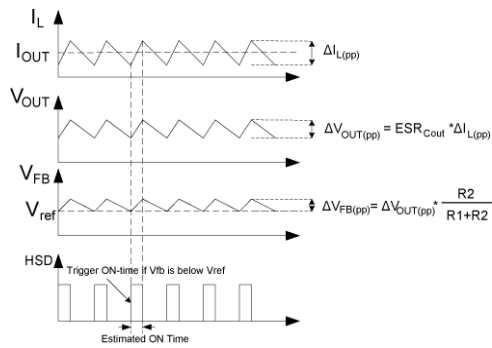 I_L
I_OUT
ΔI_L(pp)
V_OUT
ΔV_OUT(pp) = ESR_Cout *ΔI_L(pp)
V_FB
V_ref
ΔV_FB(pp)= ΔV_OUT(pp)* R2
R1+R2
HSD
Trigger ON-time if Vfb is below Vref
Estimated ON Time